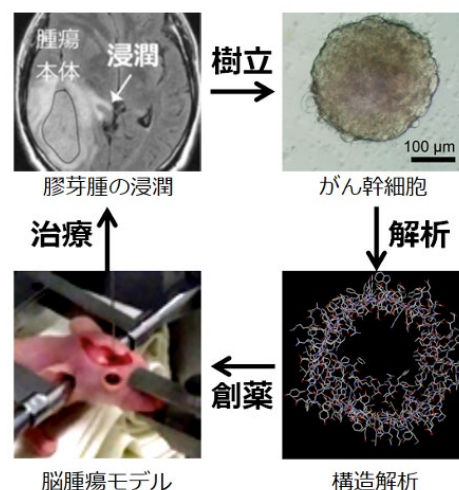 腫瘍
本体
浸潤
樹立
100 μm
膠芽腫の浸潤
がん幹細胞
治療
解析
創薬
脳腫瘍モデル
構造解析